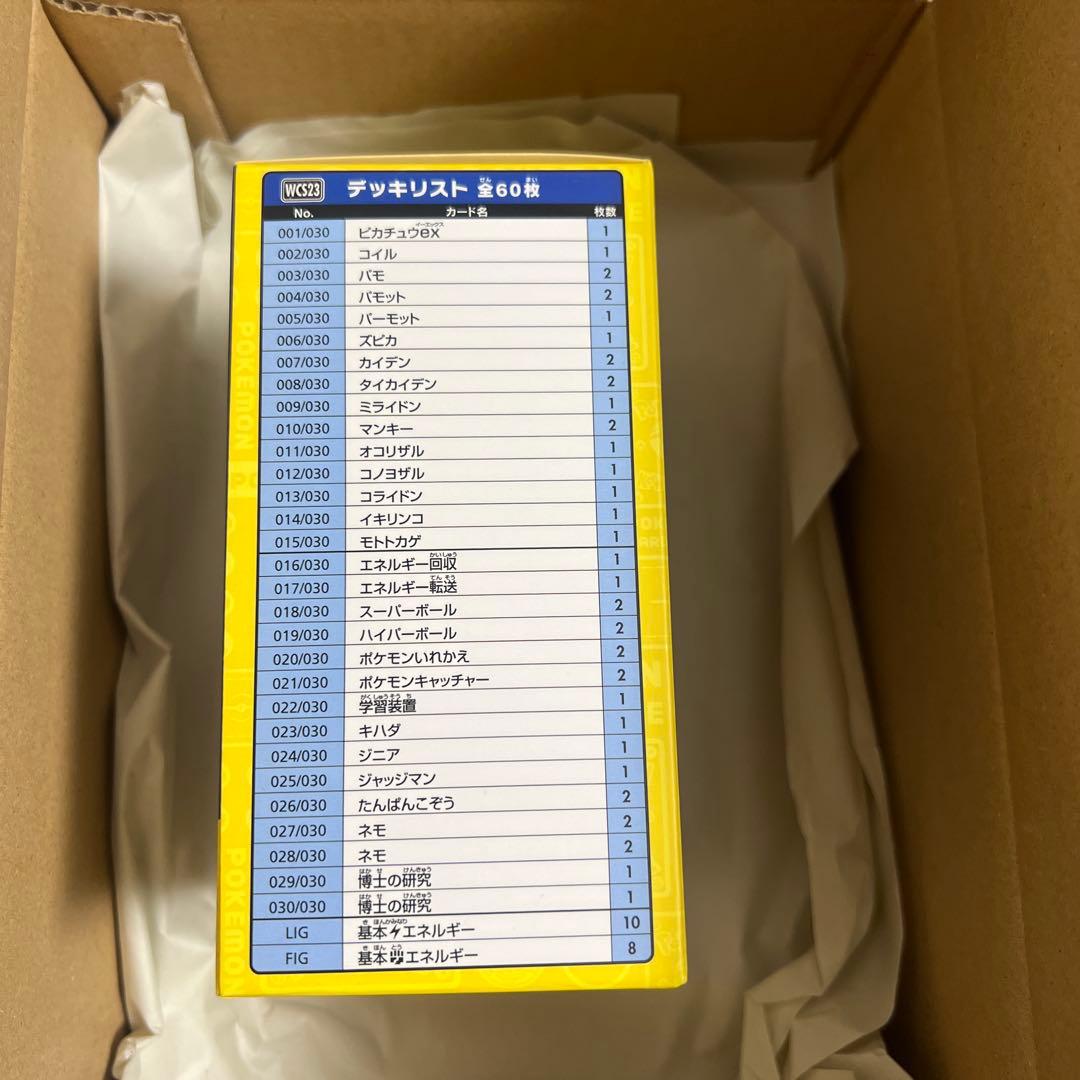 WCS23 デッキリスト 全60枚
No. カード名 枚数
001/030 ピカチュウex 1
002/030 コイル 1
003/030 パモ 2
004/030 パモット 2
005/030 パーモット 1
006/030 ズピカ 1
007/030 カイデン 2
008/030 タイカイデン 2
009/030 ミライドン 1
010/030 マンキー 2
011/030 オコリザル 1
012/030 コノヨザル 1
013/030 コライドン 1
014/030 イキリンコ 1
015/030 モトトカゲ 1
016/030 エネルギー回収 1
017/030 エネルギー転送 1
018/030 スーパーボール 2
019/030 ハイパーボール 2
020/030 ポケモンいれかえ 2
021/030 ポケモンキャッチャー 2
022/030 学習装置 1
023/030 キハダ 1
024/030 ジニア 1
025/030 ジャッジマン 1
026/030 たんぱんこぞう 2
027/030 ネモ 2
028/030 ネモ 2
029/030 博士の研究 1
030/030 博士の研究 1
LIG 基本エネルギー 10
FIG 基本エネルギー 8
POKEMON
POKEMON